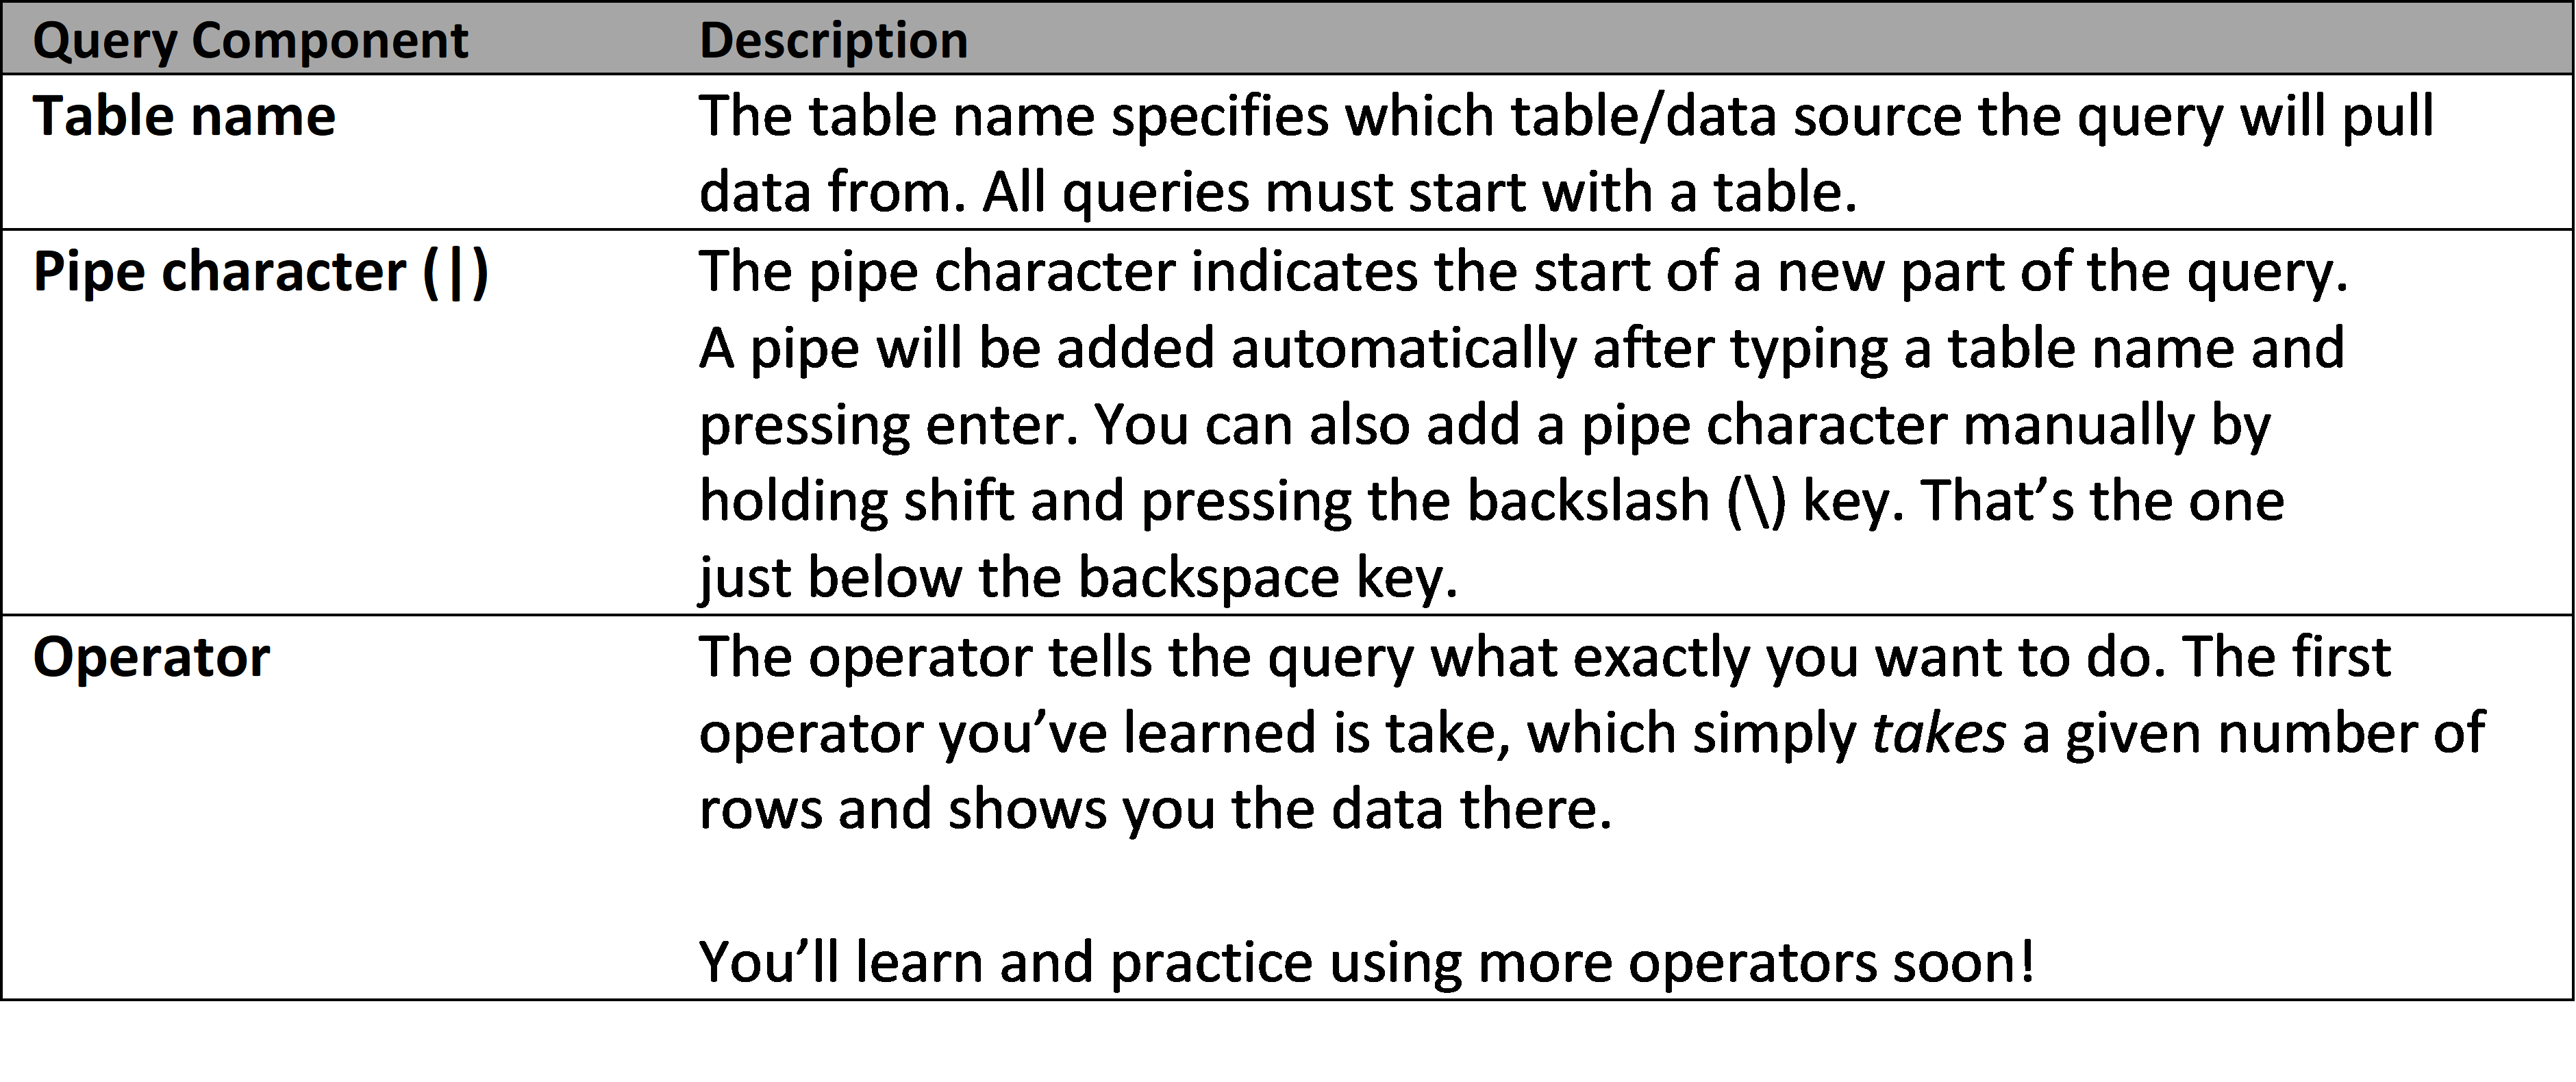 Query Component Description
Table name The table name specifies which table/data source the query will pull
data from. All queries must start with a table.
Pipe character (|) The pipe character indicates the start of a new part of the query.
A pipe will be added automatically after typing a table name and
pressing enter. You can also add a pipe character manually by
holding shift and pressing the backslash (\) key. That’s the one
just below the backspace key.
Operator The operator tells the query what exactly you want to do. The first
operator you’ve learned is take, which simply takes a given number of
rows and shows you the data there.
You’ll learn and practice using more operators soon!